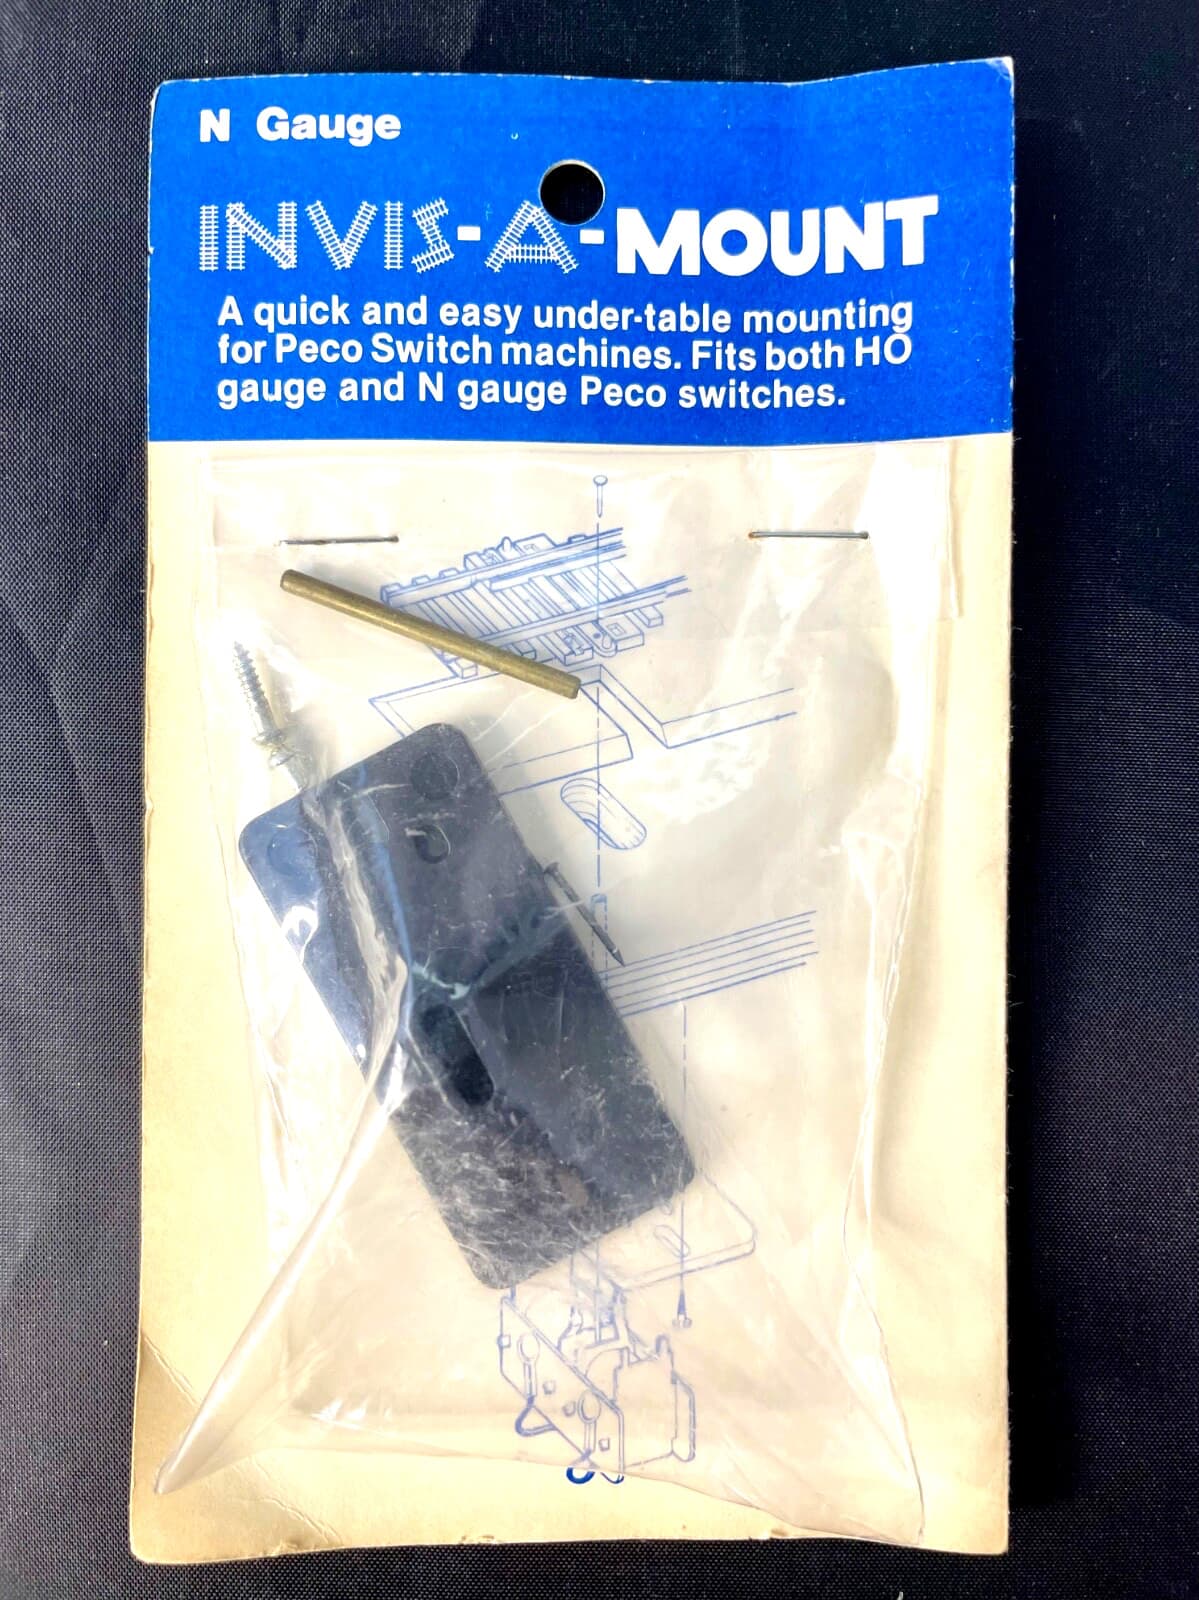 N Gauge
INVIS-A-MOUNT
A quick and easy under-table mounting
for Peco Switch machines. Fits both HO
gauge and N gauge Peco switches.